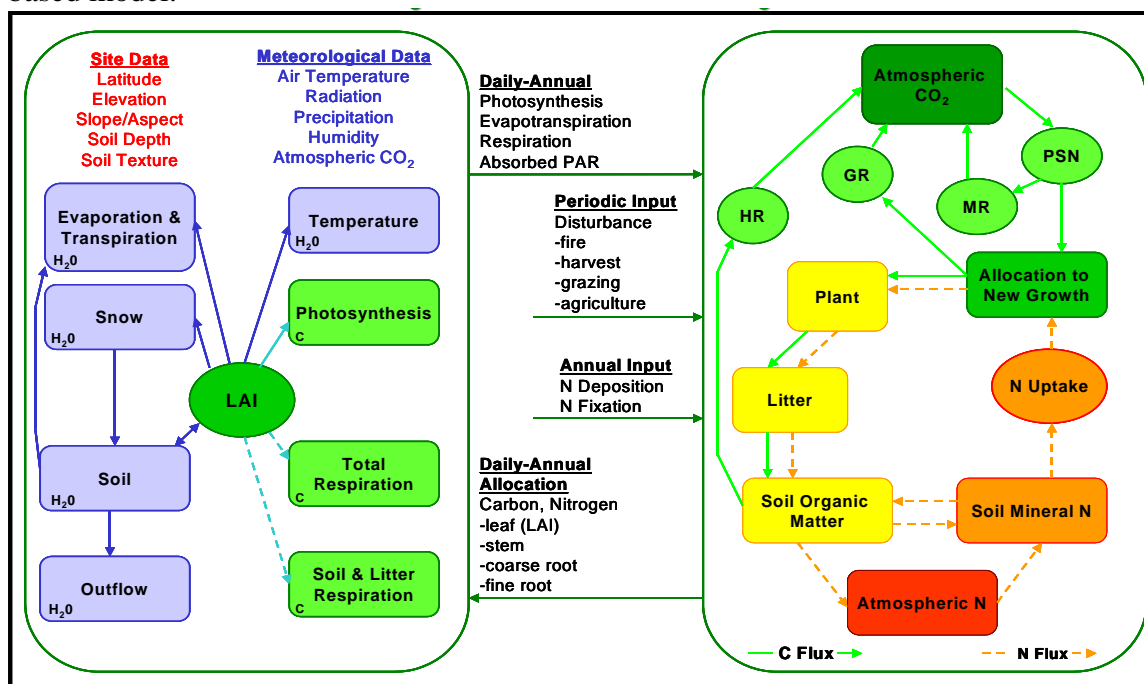 based model.
Site Data
Latitude
Elevation
Slope/Aspect
Soil Depth
Soil Texture
Meteorological Data
Air Temperature
Radiation
Precipitation
Humidity
Atmospheric CO2
Evaporation &
Transpiration
H20
Temperature
H20
Snow
H20
Photosynthesis
C
LAI
Soil
H20
Total
Respiration
C
Outflow
H20
Soil & Litter
Respiration
C
Daily-Annual
Photosynthesis
Evapotranspiration
Respiration
Absorbed PAR
Periodic Input
Disturbance
-fire
-harvest
-grazing
-agriculture
Annual Input
N Deposition
N Fixation
Daily-Annual
Allocation
Carbon, Nitrogen
-leaf (LAI)
-stem
-coarse root
-fine root
Atmospheric
CO2
PSN
GR
MR
HR
Allocation to
New Growth
Plant
N Uptake
Litter
Soil Organic
Matter
Soil Mineral N
Atmospheric N
C Flux
N Flux